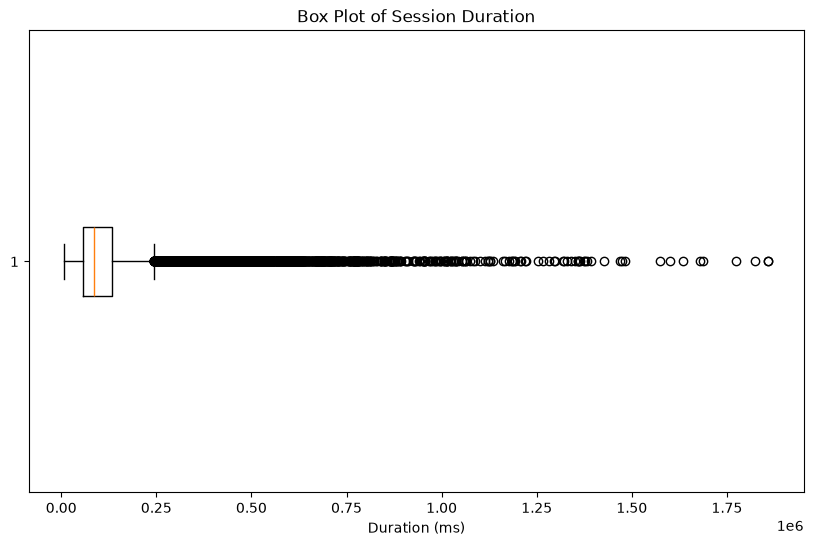 Box Plot of Session Duration
1
0.00 0.25 0.50 0.75 1.00 1.25 1.50 1.75
Duration (ms)
1e6